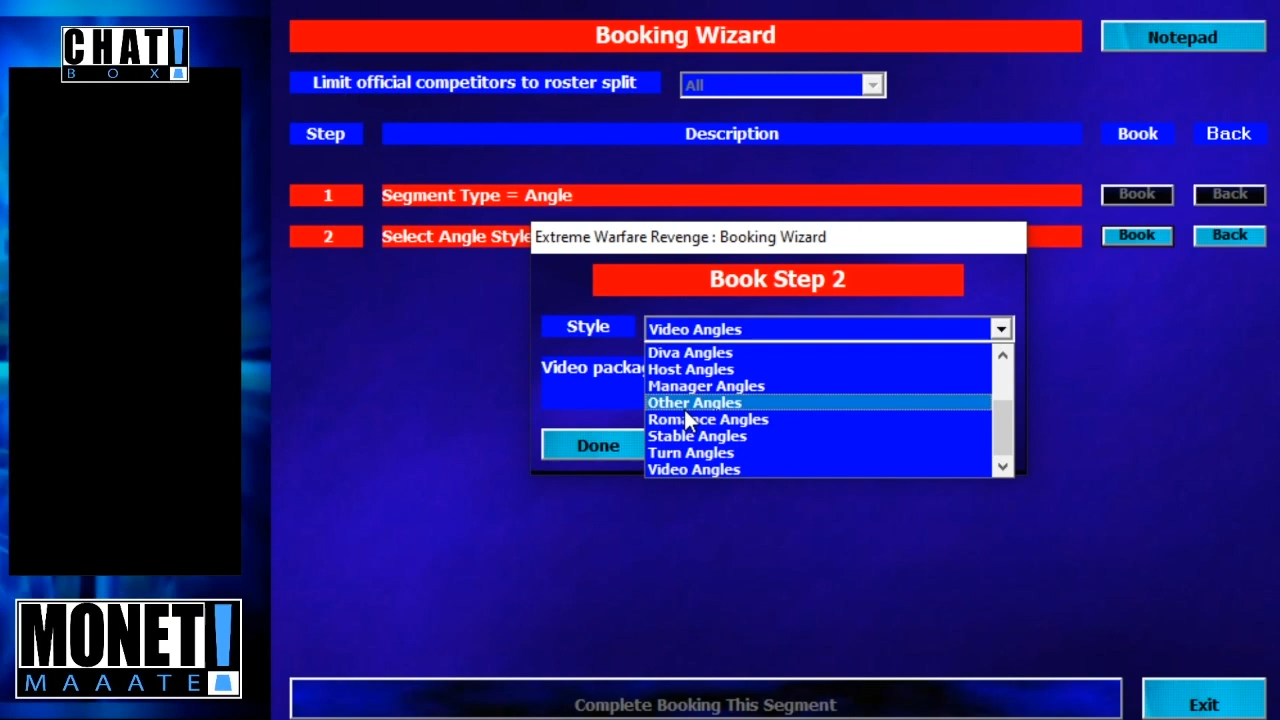 CHAT!
BOX
Booking Wizard
Notepad
Limit official competitors to roster split
All
Step
Description
Book
Back
1
Segment Type = Angle
Book
Back
2
Select Angle Style
Book
Back
Extreme Warfare Revenge : Booking Wizard
Book Step 2
Style
Video Angles
Video packag
Diva Angles
Host Angles
Manager Angles
Other Angles
Romance Angles
Stable Angles
Turn Angles
Video Angles
Done
MONET!
MAAATE
Complete Booking This Segment
Exit